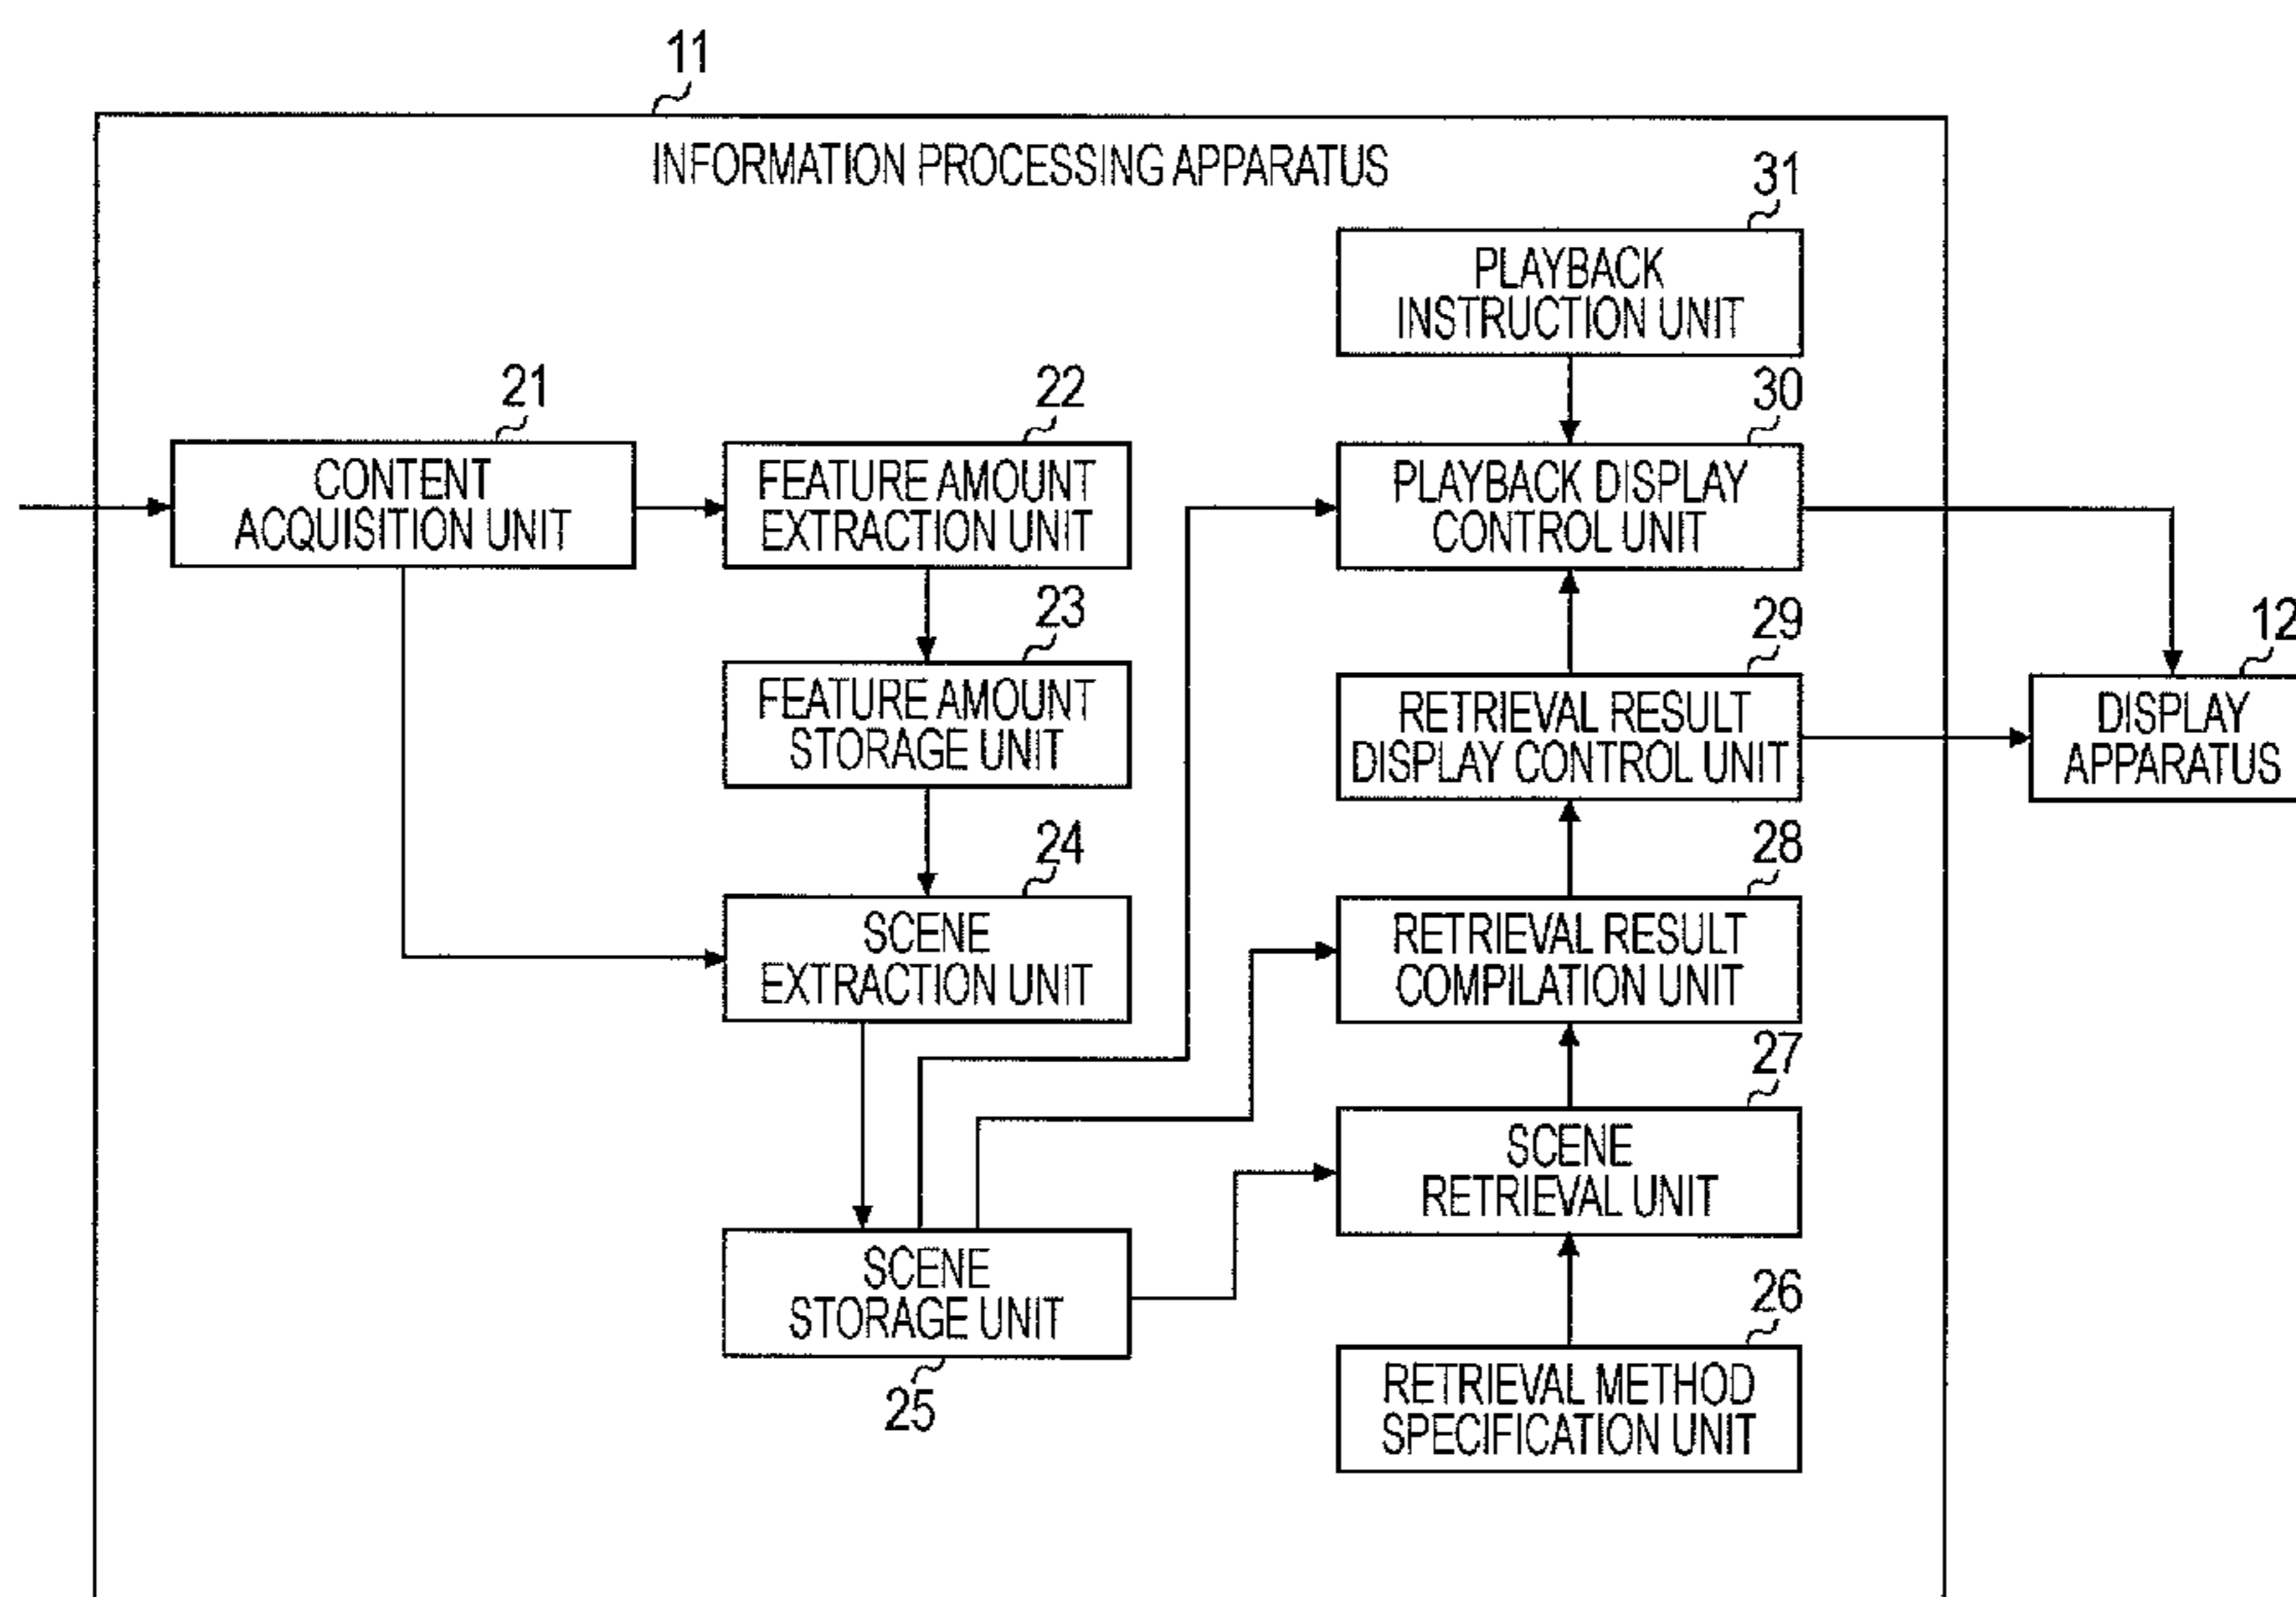 11
INFORMATION PROCESSING APPARATUS
31
PLAYBACK
INSTRUCTION UNIT
21
CONTENT
ACQUISITION UNIT
22
FEATURE AMOUNT
EXTRACTION UNIT
30
PLAYBACK DISPLAY
CONTROL UNIT
23
FEATURE AMOUNT
STORAGE UNIT
29
RETRIEVAL RESULT
DISPLAY CONTROL UNIT
12
DISPLAY
APPARATUS
24
SCENE
EXTRACTION UNIT
28
RETRIEVAL RESULT
COMPILATION UNIT
27
SCENE
RETRIEVAL UNIT
SCENE
STORAGE UNIT
25
26
RETRIEVAL METHOD
SPECIFICATION UNIT